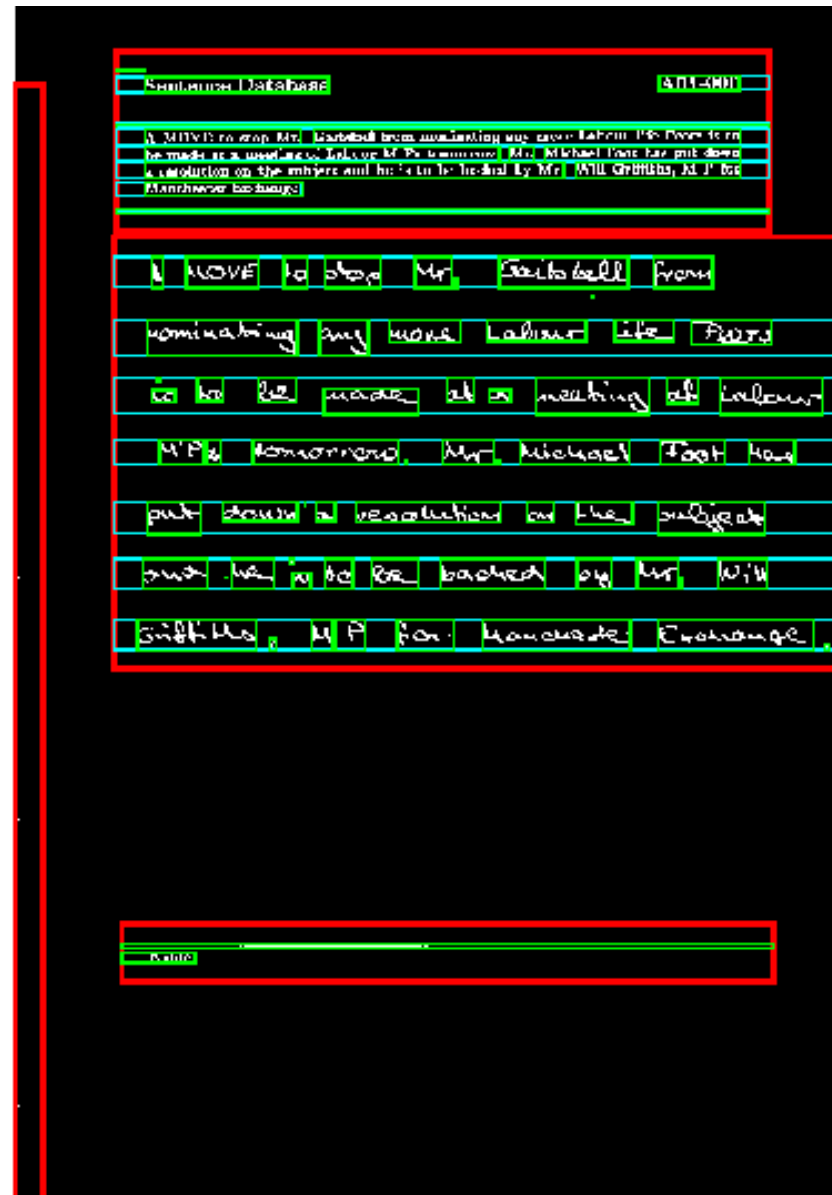 Sentence Database A01-000
A MOVE to stop Mr. Gaitskell from nominating any more Labour Life Peers is to
be made at a meeting of Labour M Ps tomorrow. Mr. Michael Foot has put down
a resolution on the subject and he is to be backed by Mr. Will Griffiths, M P for
Manchester Exchange.
A MOVE to stop Mr. Gaitskell from
nominating any more Labour life Peers
is to be made at a meeting of Labour
MPs tomorrow. Mr. Michael Foot has
put down a resolution on the subject
and he is to be backed by Mr. Will
Griffiths, MP for Manchester Exchange.
Name